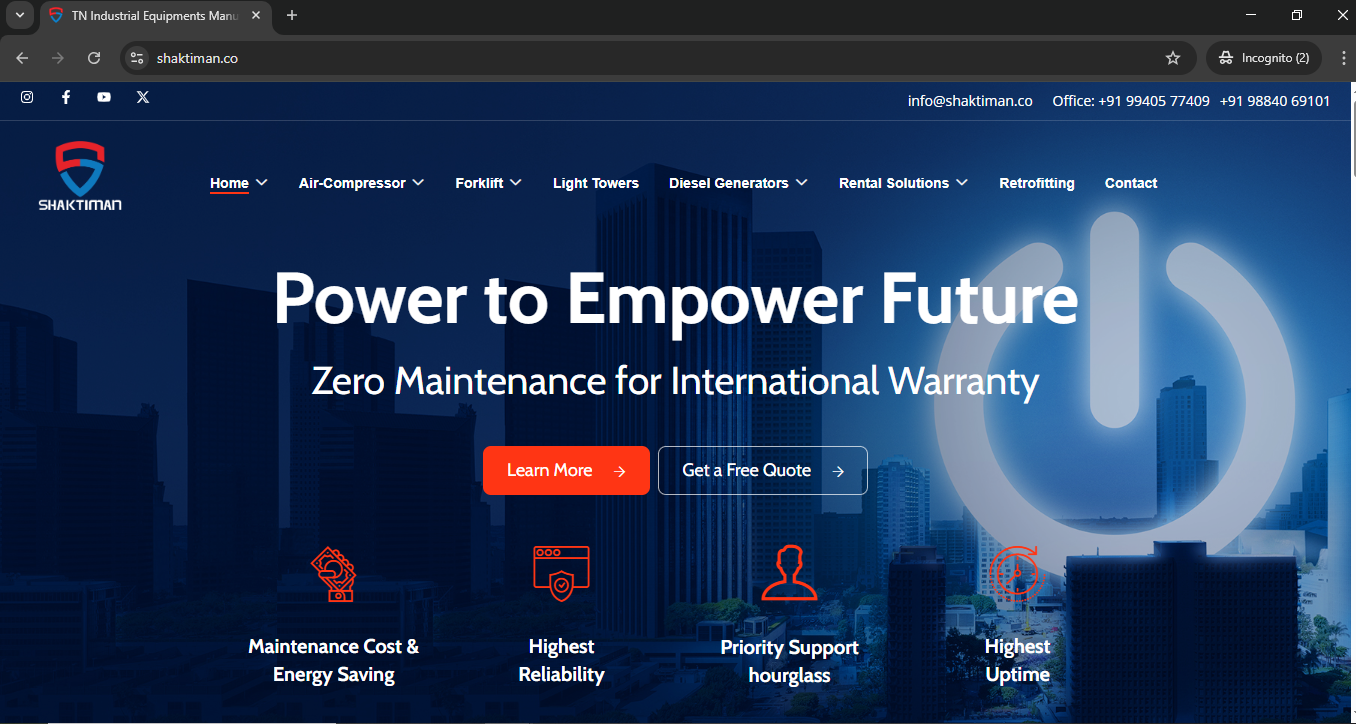 TN Industrial Equipments Manu
shaktiman.co
Incognito (2)
info@shaktiman.co Office: +91 99405 77409 +91 98840 69101
SHAKTIMAN
Home Air-Compressor Forklift Light Towers Diesel Generators Rental Solutions Retrofitting Contact
Power to Empower Future
Zero Maintenance for International Warranty
Learn More Get a Free Quote
Maintenance Cost &
Energy Saving
Highest
Reliability
Priority Support
hourglass
Highest
Uptime